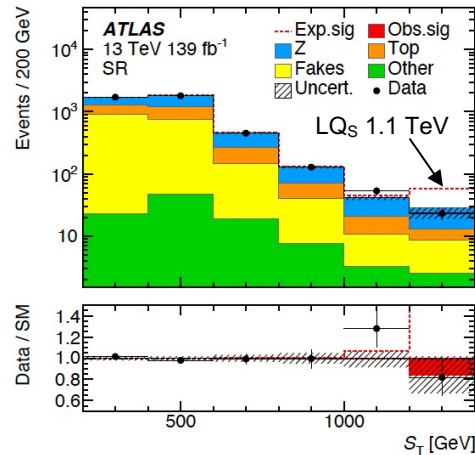 ATLAS
13 TeV 139 fb⁻¹
SR
Exp.sig Obs.sig
Z Top
Fakes Other
Uncert. Data
LQ_S 1.1 TeV
Events / 200 GeV
10⁴
10³
10²
10
Data / SM
1.4
1.2
1.0
0.8
0.6
500 1000
S_T [GeV]